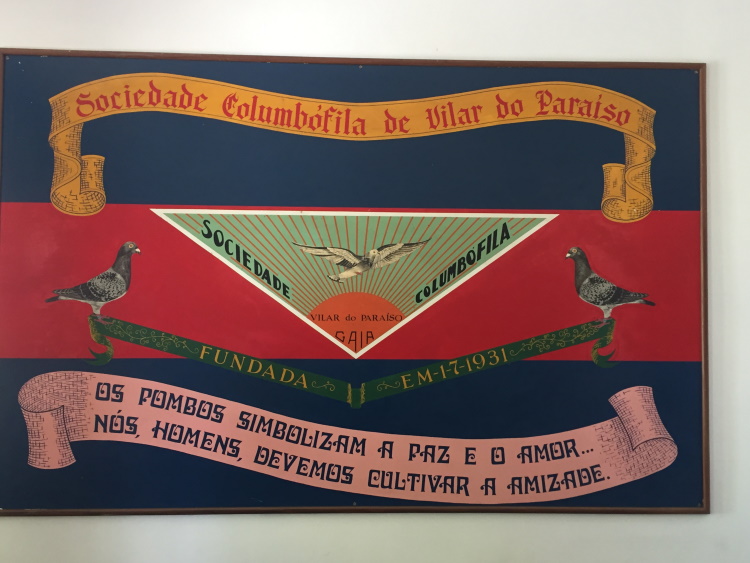 Sociedade Columbófila de Vilar do Paraíso
SOCIEDADE COLUMBÓFILA
VILAR do PARAÍSO
GAIA
FUNDADA EM-1-7-1931
OS POMBOS SIMBOLIZAM A PAZ E O AMOR...
NÓS, HOMENS, DEVEMOS CULTIVAR A AMIZADE.